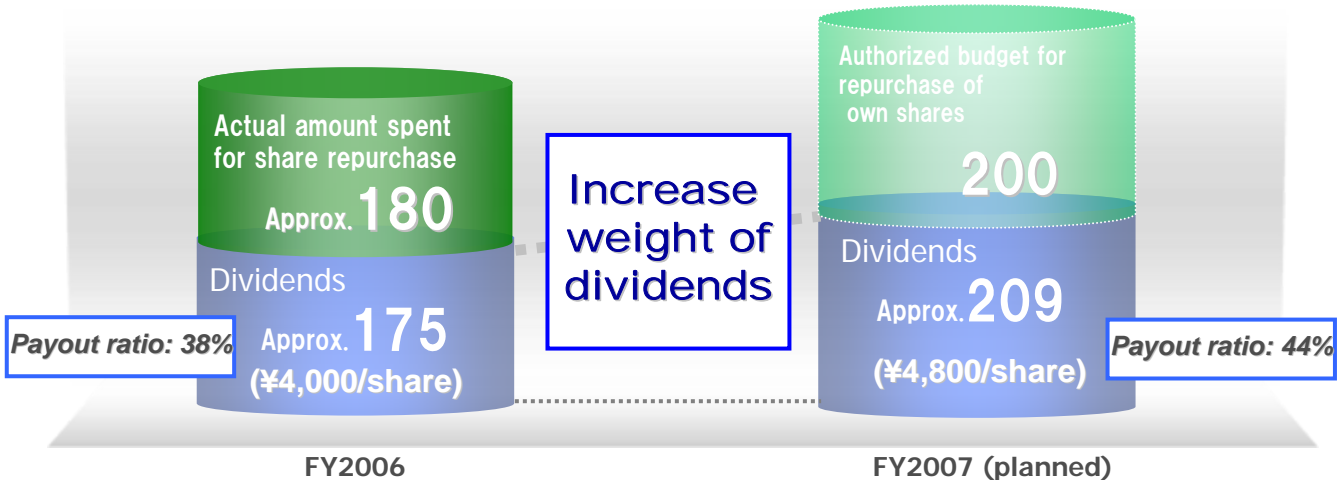 Actual amount spent
for share repurchase
Approx. 180
Dividends
Approx. 175
(¥4,000/share)
Payout ratio: 38%
FY2006
Increase
weight of
dividends
Authorized budget for
repurchase of
own shares
200
Dividends
Approx. 209
(¥4,800/share)
Payout ratio: 44%
FY2007 (planned)